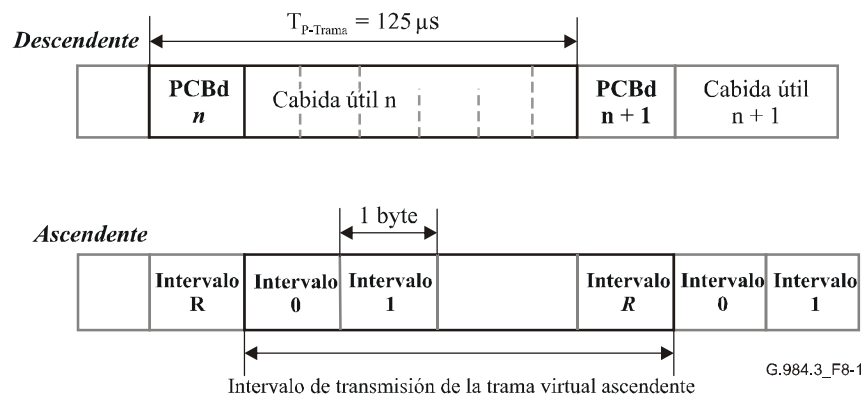 T_P-Trama = 125 µs
Descendente
PCBd
n
Cabida útil n
PCBd
n + 1
Cabida útil
n + 1
1 byte
Ascendente
Intervalo
R
Intervalo
0
Intervalo
1
Intervalo
R
Intervalo
0
Intervalo
1
G.984.3_F8-1
Intervalo de transmisión de la trama virtual ascendente